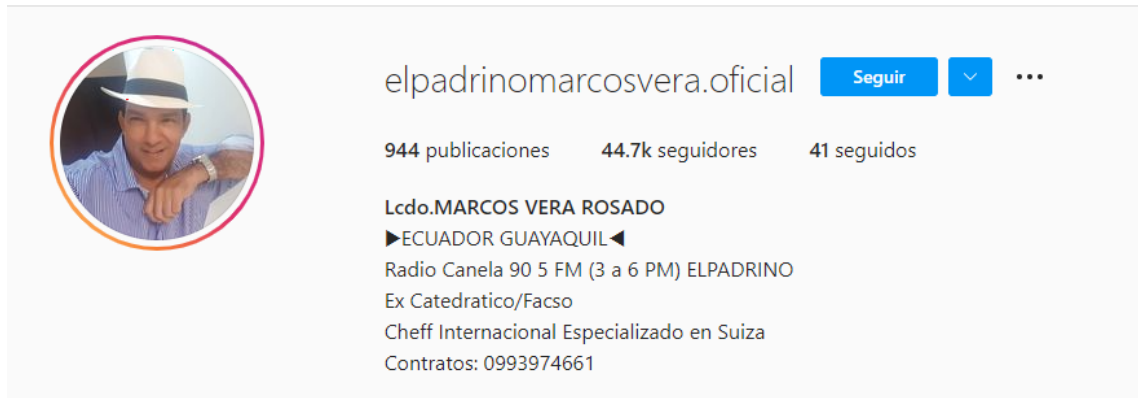 elpadrinomarcosvera.oficial Seguir
944 publicaciones 44.7k seguidores 41 seguidos
Lcdo.MARCOS VERA ROSADO
▶ECUADOR GUAYAQUIL◀
Radio Canela 90 5 FM (3 a 6 PM) ELPADRINO
Ex Catedratico/Facso
Cheff Internacional Especializado en Suiza
Contratos: 0993974661